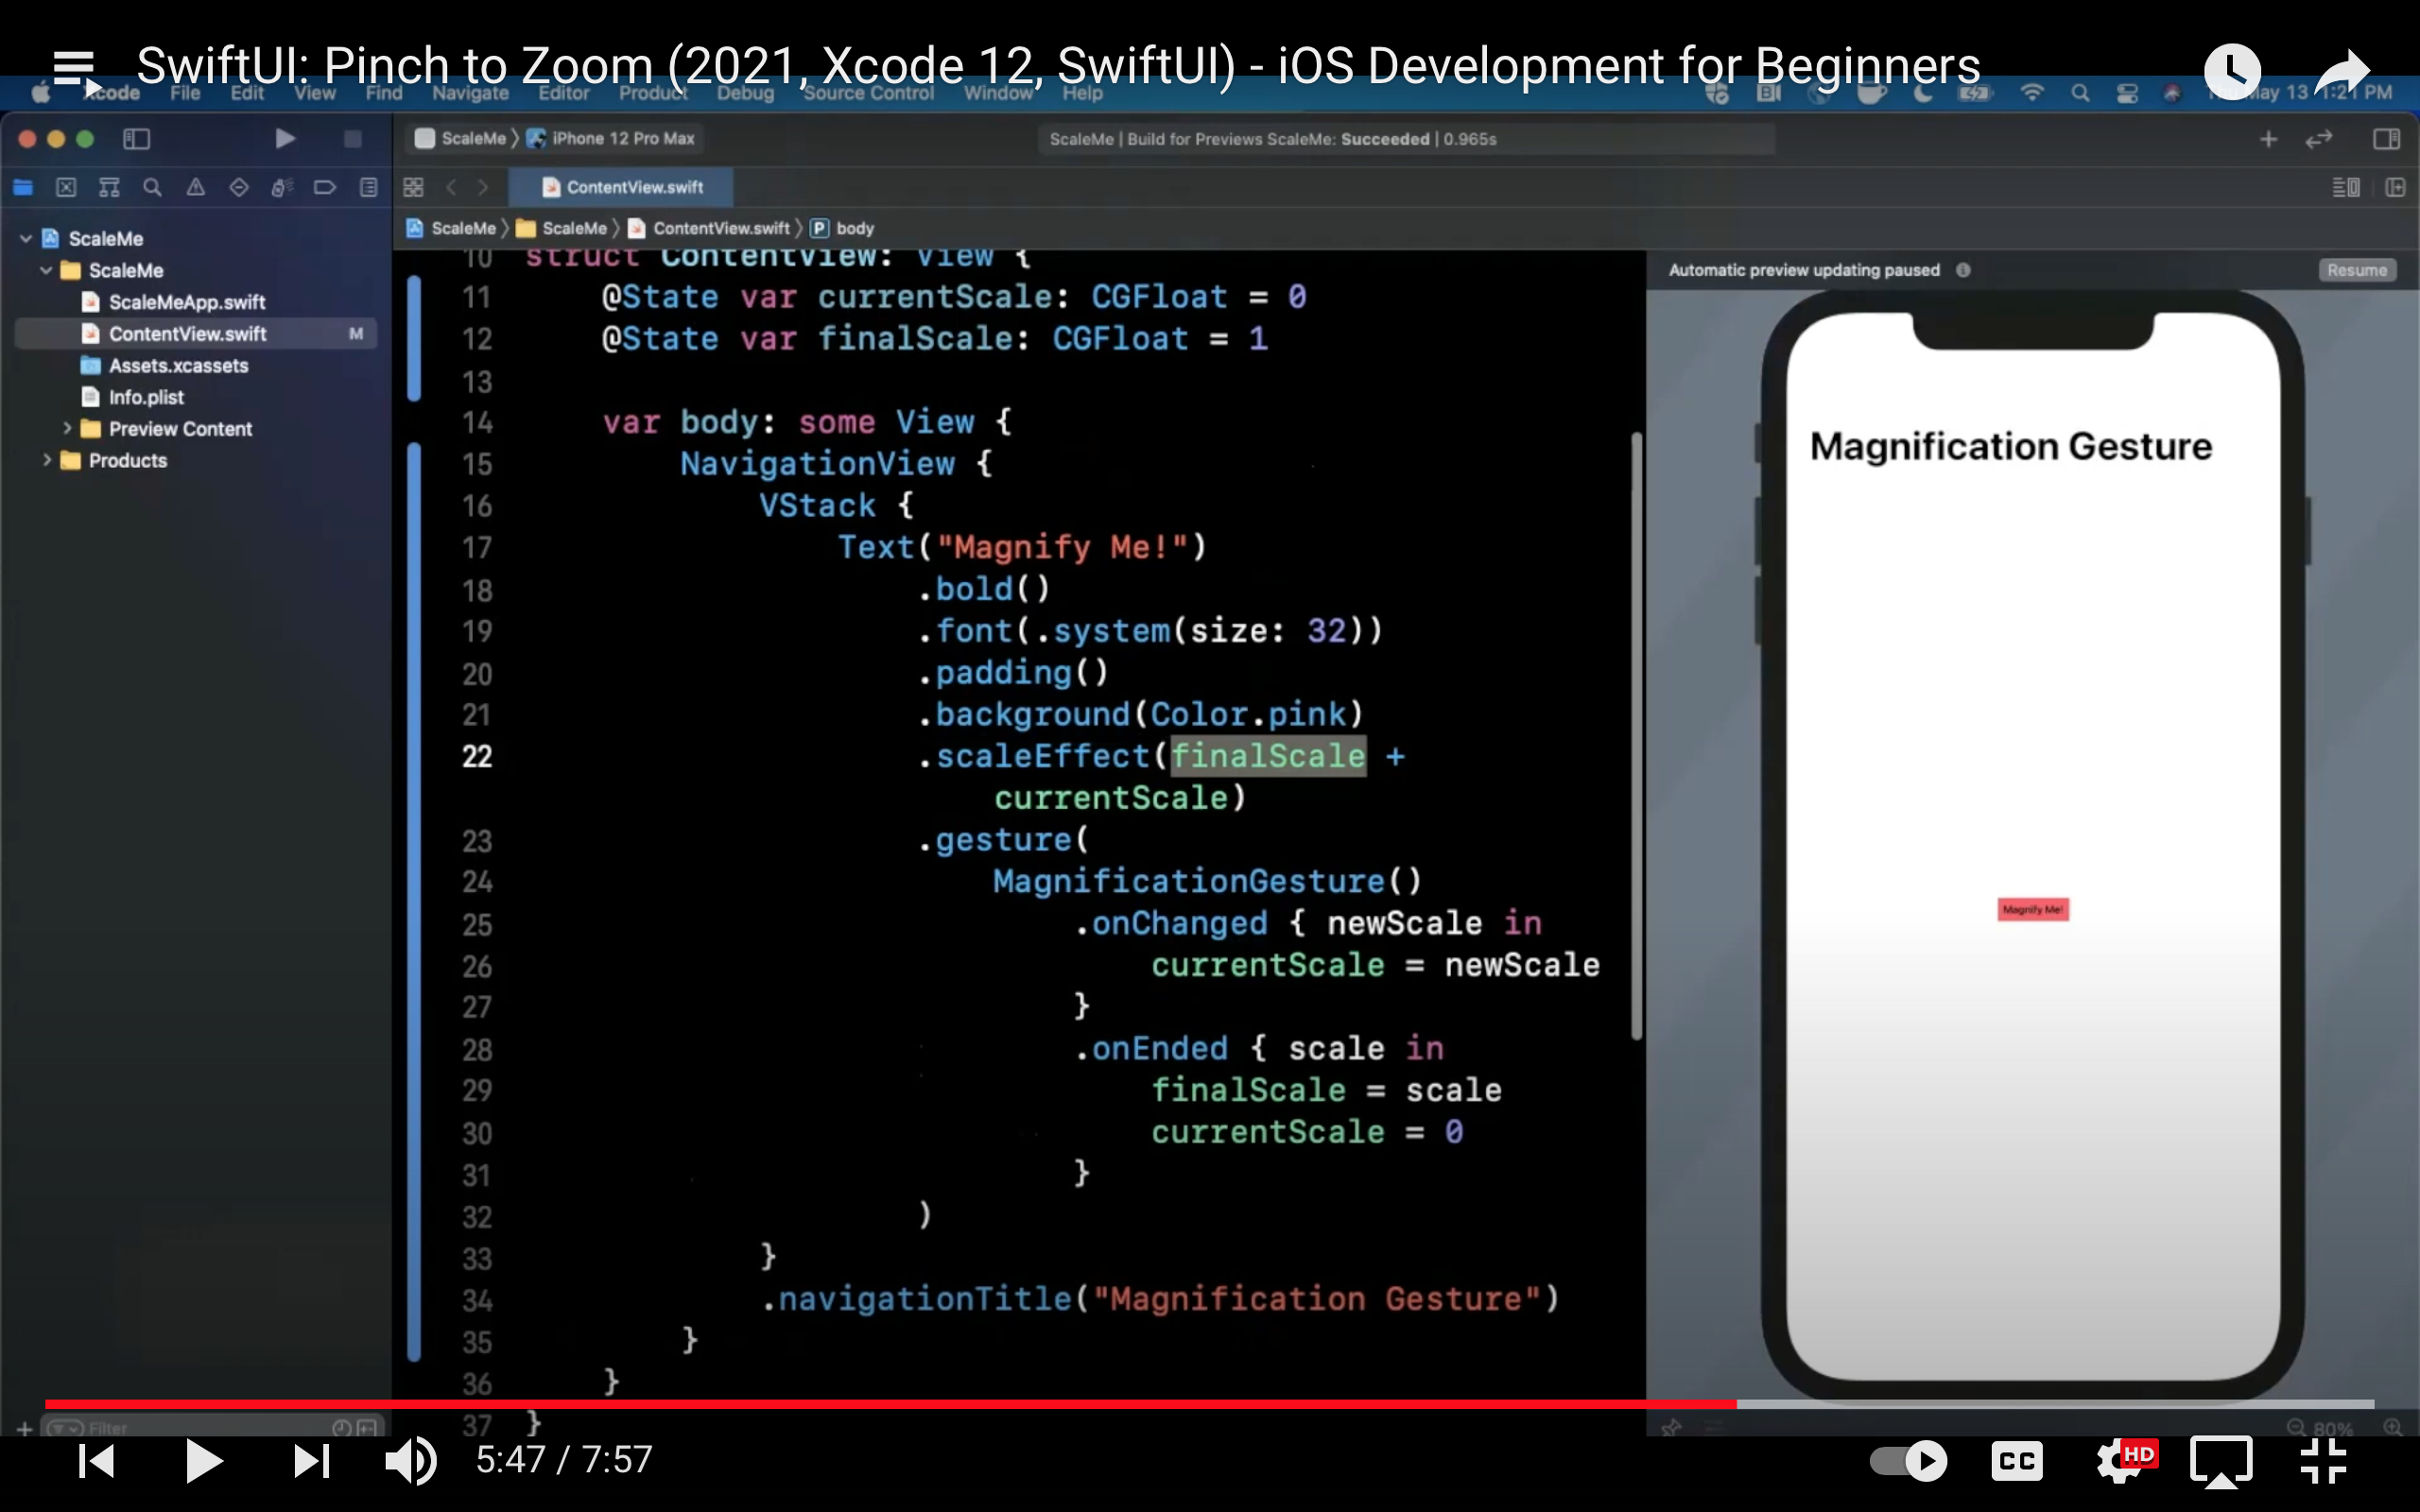 SwiftUI: Pinch to Zoom (2021, Xcode 12, SwiftUI) - iOS Development for Beginners
Xcode File Edit View Find Navigate Editor Product Debug Source Control Window Help May 13 1:21 PM
ScaleMe iPhone 12 Pro Max
ScaleMe | Build for Previews ScaleMe: Succeeded | 0.965s
ContentView.swift
ScaleMe ScaleMe ContentView.swift P body
ScaleMe
ScaleMe
ScaleMeApp.swift
ContentView.swift M
Assets.xcassets
Info.plist
Preview Content
Products
10 struct ContentView: View {
11 @State var currentScale: CGFloat = 0
12 @State var finalScale: CGFloat = 1
13
14 var body: some View {
15 NavigationView {
16 VStack {
17 Text("Magnify Me!")
18 .bold()
19 .font(.system(size: 32))
20 .padding()
21 .background(Color.pink)
22 .scaleEffect(finalScale +
currentScale)
23 .gesture(
24 MagnificationGesture()
25 .onChanged { newScale in
26 currentScale = newScale
27 }
28 .onEnded { scale in
29 finalScale = scale
30 currentScale = 0
31 }
32 )
33 }
34 .navigationTitle("Magnification Gesture")
35 }
36 }
37 }
Automatic preview updating paused Resume
Magnification Gesture
Magnify Me!
Filter
80%
5:47 / 7:57
CC
HD